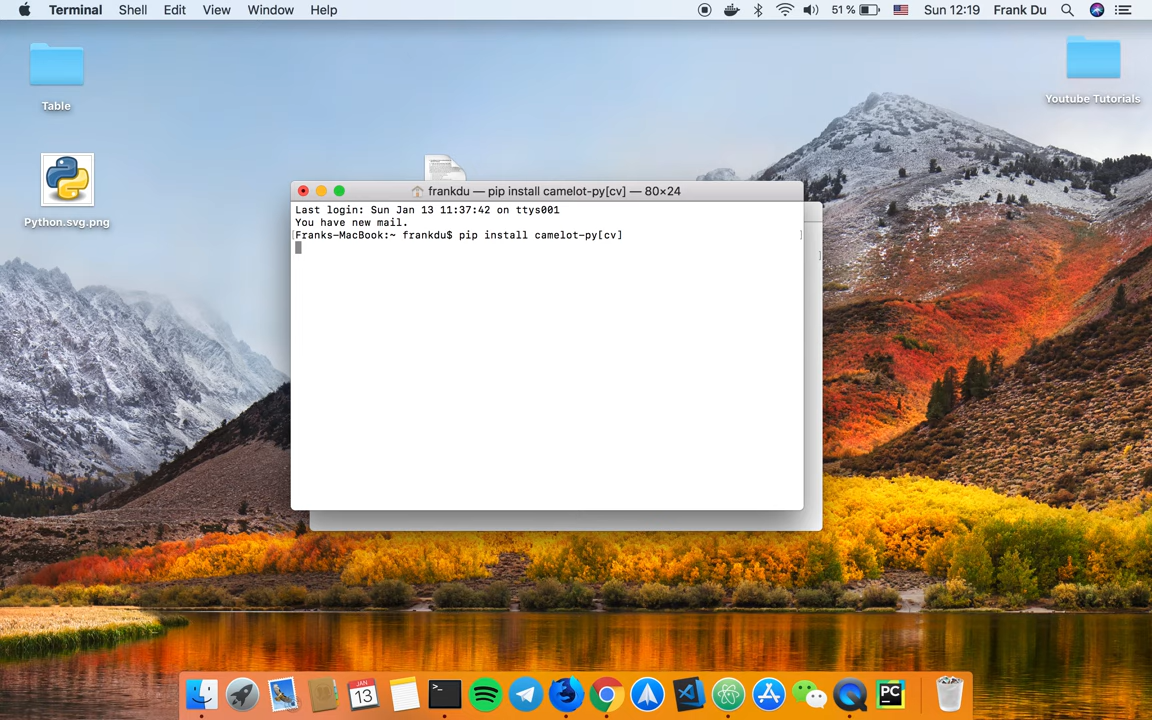 Terminal Shell Edit View Window Help 51 % Sun 12:19 Frank Du
Table
Youtube Tutorials
Python.svg.png
frankdu — pip install camelot-py[cv] — 80×24
Last login: Sun Jan 13 11:37:42 on ttys001
You have new mail.
[Franks-MacBook:~ frankdu$ pip install camelot-py[cv] ]
]
JAN
13
>_
PC